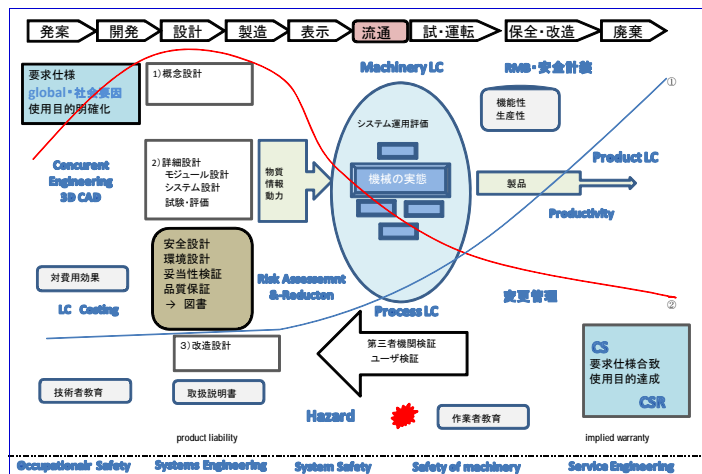 発案
開発
設計
製造
表示
流通
試・運転
保全・改造
廃棄
要求仕様
global・社会要因
使用目的明確化
1)概念設計
Machinery LC
RMB・安全計装
①
機能性
生産性
システム運用評価
Concurent
Engineering
3D CAD
2)詳細設計
モジュール設計
システム設計
試験・評価
物質
情報
動力
機械の実態
製品
Product LC
Productivity
安全設計
環境設計
妥当性検証
品質保証
→ 図書
対費用効果
LC Costing
Risk Assessemnt
&-Reducton
Process LC
変更管理
②
3)改造設計
第三者機関検証
ユーザ検証
CS
要求仕様合致
使用目的達成
CSR
技術者教育
取扱説明書
Hazard
作業者教育
product liability
implied warranty
Occupationair Safety
Systems Engineering
System Safety
Safety of machinery
Service Engineering